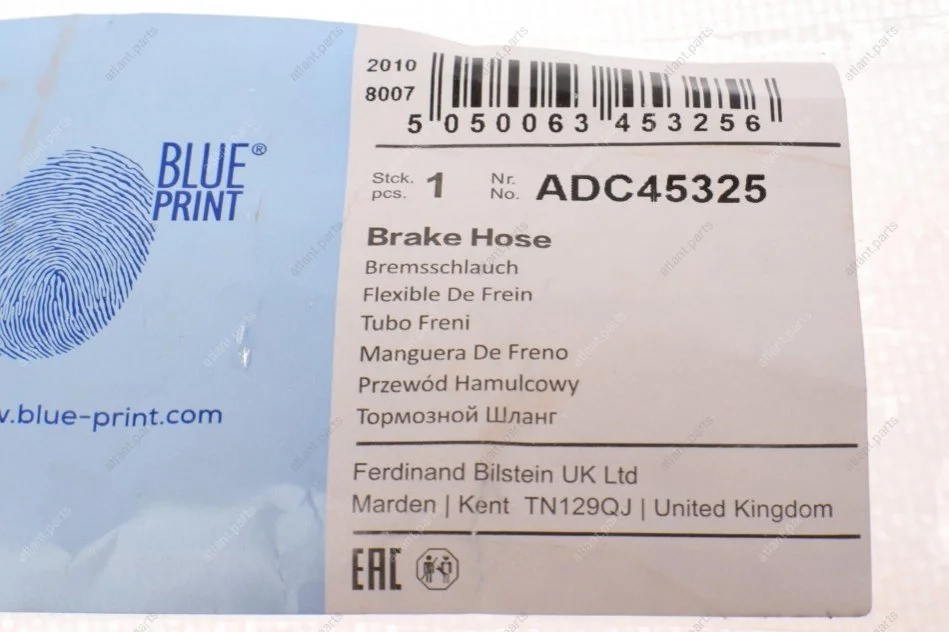 2010
8007
5 050063 453256
BLUE®
PRINT
Stck.
pcs. 1 Nr.
No. ADC45325
Brake Hose
Bremsschlauch
Flexible De Frein
Tubo Freni
Manguera De Freno
Przewód Hamulcowy
Тормозной Шланг
.blue-print.com
Ferdinand Bilstein UK Ltd
Marden | Kent TN129QJ | United Kingdom
EAC
atlant.parts